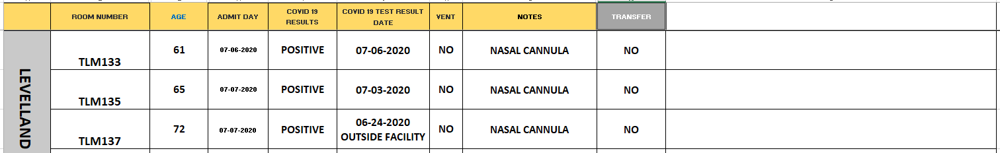 ROOM NUMBER AGE ADMIT DAY COVID 19 RESULTS COVID 19 TEST RESULT DATE VENT NOTES TRANSFER
LEVELLAND
TLM133 61 07-06-2020 POSITIVE 07-06-2020 NO NASAL CANNULA NO
TLM135 65 07-07-2020 POSITIVE 07-03-2020 NO NASAL CANNULA NO
TLM137 72 07-07-2020 POSITIVE 06-24-2020 OUTSIDE FACILITY NO NASAL CANNULA NO